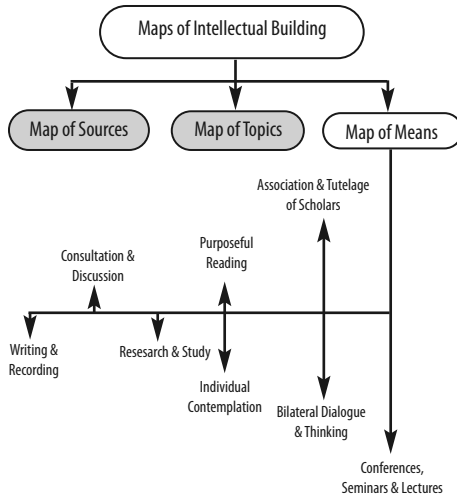 Maps of Intellectual Building
Map of Sources
Map of Topics
Map of Means
Association & Tutelage
of Scholars
Consultation &
Discussion
Purposeful
Reading
Writing &
Recording
Research & Study
Individual
Contemplation
Bilateral Dialogue
& Thinking
Conferences,
Seminars & Lectures